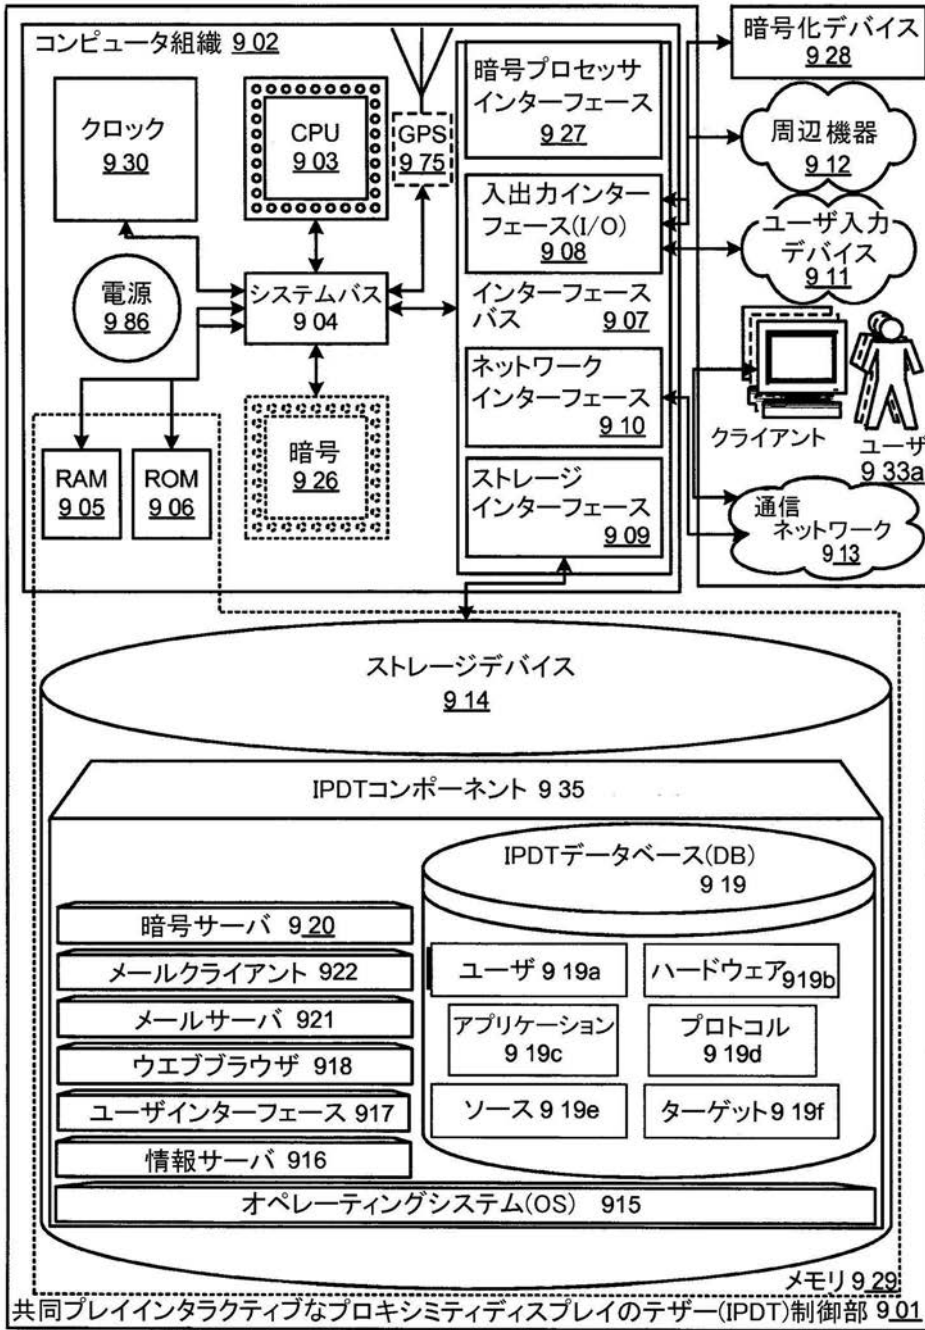 コンピュータ組織 902
クロック
930
CPU
903
GPS
975
暗号プロセッサ
インターフェース
927
入出力インター
フェース(I/O)
908
インターフェース
バス 907
ネットワーク
インターフェース
910
ストレージ
インターフェース
909
電源
986
システムバス
904
暗号
926
RAM
905
ROM
906
暗号化デバイス
928
周辺機器
912
ユーザ入力
デバイス
911
クライアント
ユーザ
933a
通信
ネットワーク
913
ストレージデバイス
914
IPDTコンポーネント 935
IPDTデータベース(DB)
919
暗号サーバ 920
メールクライアント 922
メールサーバ 921
ウエブブラウザ 918
ユーザインターフェース 917
情報サーバ 916
ユーザ 919a
ハードウェア 919b
アプリケーション
919c
プロトコル
919d
ソース 919e
ターゲット 919f
オペレーティングシステム(OS) 915
メモリ 929
共同プレイインタラクティブなプロキシミティディスプレイのテザー(IPDT)制御部 901